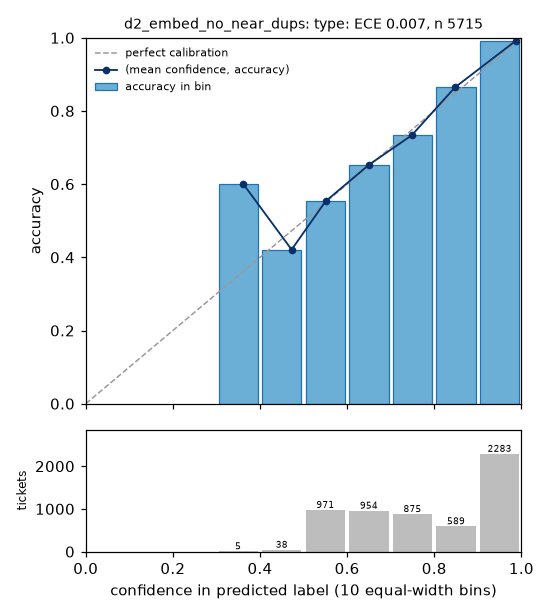 d2_embed_no_near_dups: type: ECE 0.007, n 5715
perfect calibration
(mean confidence, accuracy)
accuracy in bin
1.0
0.8
0.6
0.4
0.2
0.0
accuracy
2000
1000
0
tickets
5
38
971
954
875
589
2283
0.0 0.2 0.4 0.6 0.8 1.0
confidence in predicted label (10 equal-width bins)